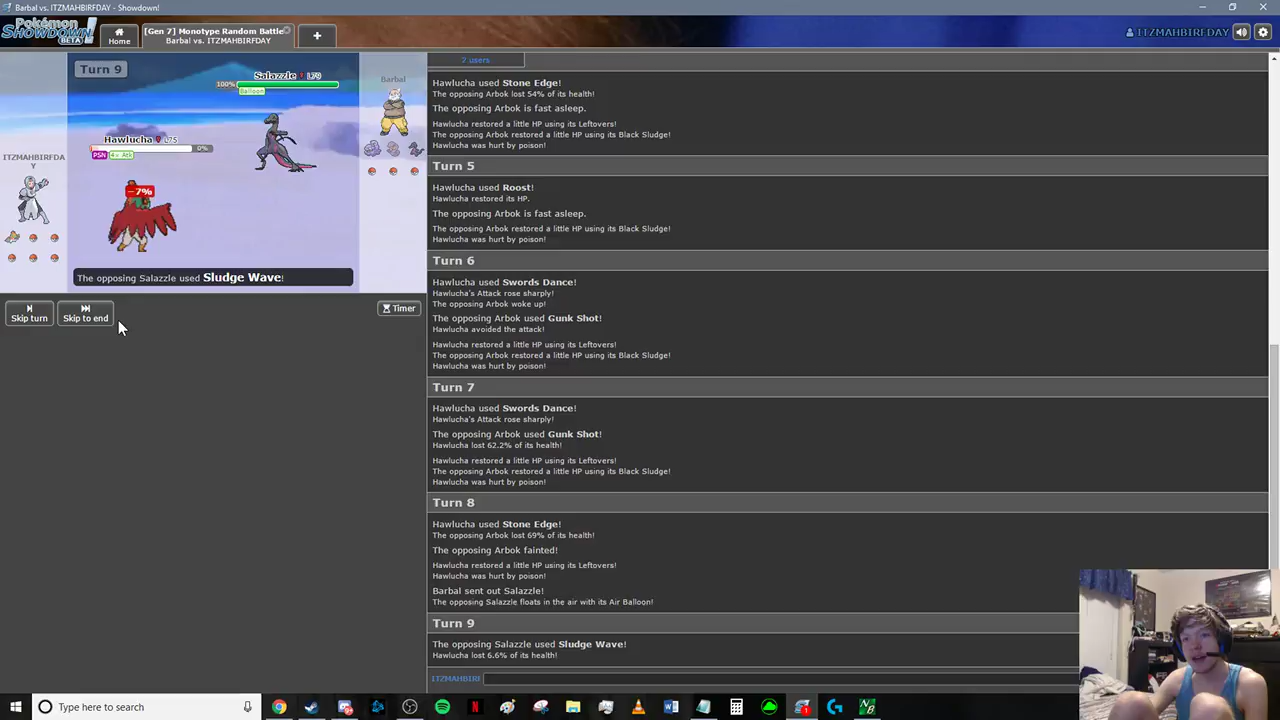 Barbal vs. ITZMAHBIRFDAY - Showdown!
Pokémon
SHOWDOWN!
BETA
Home
[Gen 7] Monotype Random Battle
Barbal vs. ITZMAHBIRFDAY
ITZMAHBIRFDAY
Turn 9
Salazzle L79
100%
Balloon
Barbal
Hawlucha L75
0%
PSN 4x Atk
ITZMAHBIRFDA
Y
−7%
The opposing Salazzle used Sludge Wave!
Skip turn
Skip to end
Timer
7 users
Hawlucha used Stone Edge!
The opposing Arbok lost 54% of its health!
The opposing Arbok is fast asleep.
Hawlucha restored a little HP using its Leftovers!
The opposing Arbok restored a little HP using its Black Sludge!
Hawlucha was hurt by poison!
Turn 5
Hawlucha used Roost!
Hawlucha restored its HP.
The opposing Arbok is fast asleep.
The opposing Arbok restored a little HP using its Black Sludge!
Hawlucha was hurt by poison!
Turn 6
Hawlucha used Swords Dance!
Hawlucha's Attack rose sharply!
The opposing Arbok woke up!
The opposing Arbok used Gunk Shot!
Hawlucha avoided the attack!
Hawlucha restored a little HP using its Leftovers!
The opposing Arbok restored a little HP using its Black Sludge!
Hawlucha was hurt by poison!
Turn 7
Hawlucha used Swords Dance!
Hawlucha's Attack rose sharply!
The opposing Arbok used Gunk Shot!
Hawlucha lost 62.2% of its health!
Hawlucha restored a little HP using its Leftovers!
The opposing Arbok restored a little HP using its Black Sludge!
Hawlucha was hurt by poison!
Turn 8
Hawlucha used Stone Edge!
The opposing Arbok lost 69% of its health!
The opposing Arbok fainted!
Hawlucha restored a little HP using its Leftovers!
Hawlucha was hurt by poison!
Barbal sent out Salazzle!
The opposing Salazzle floats in the air with its Air Balloon!
Turn 9
The opposing Salazzle used Sludge Wave!
Hawlucha lost 6.6% of its health!
ITZMAHBIRF
Type here to search